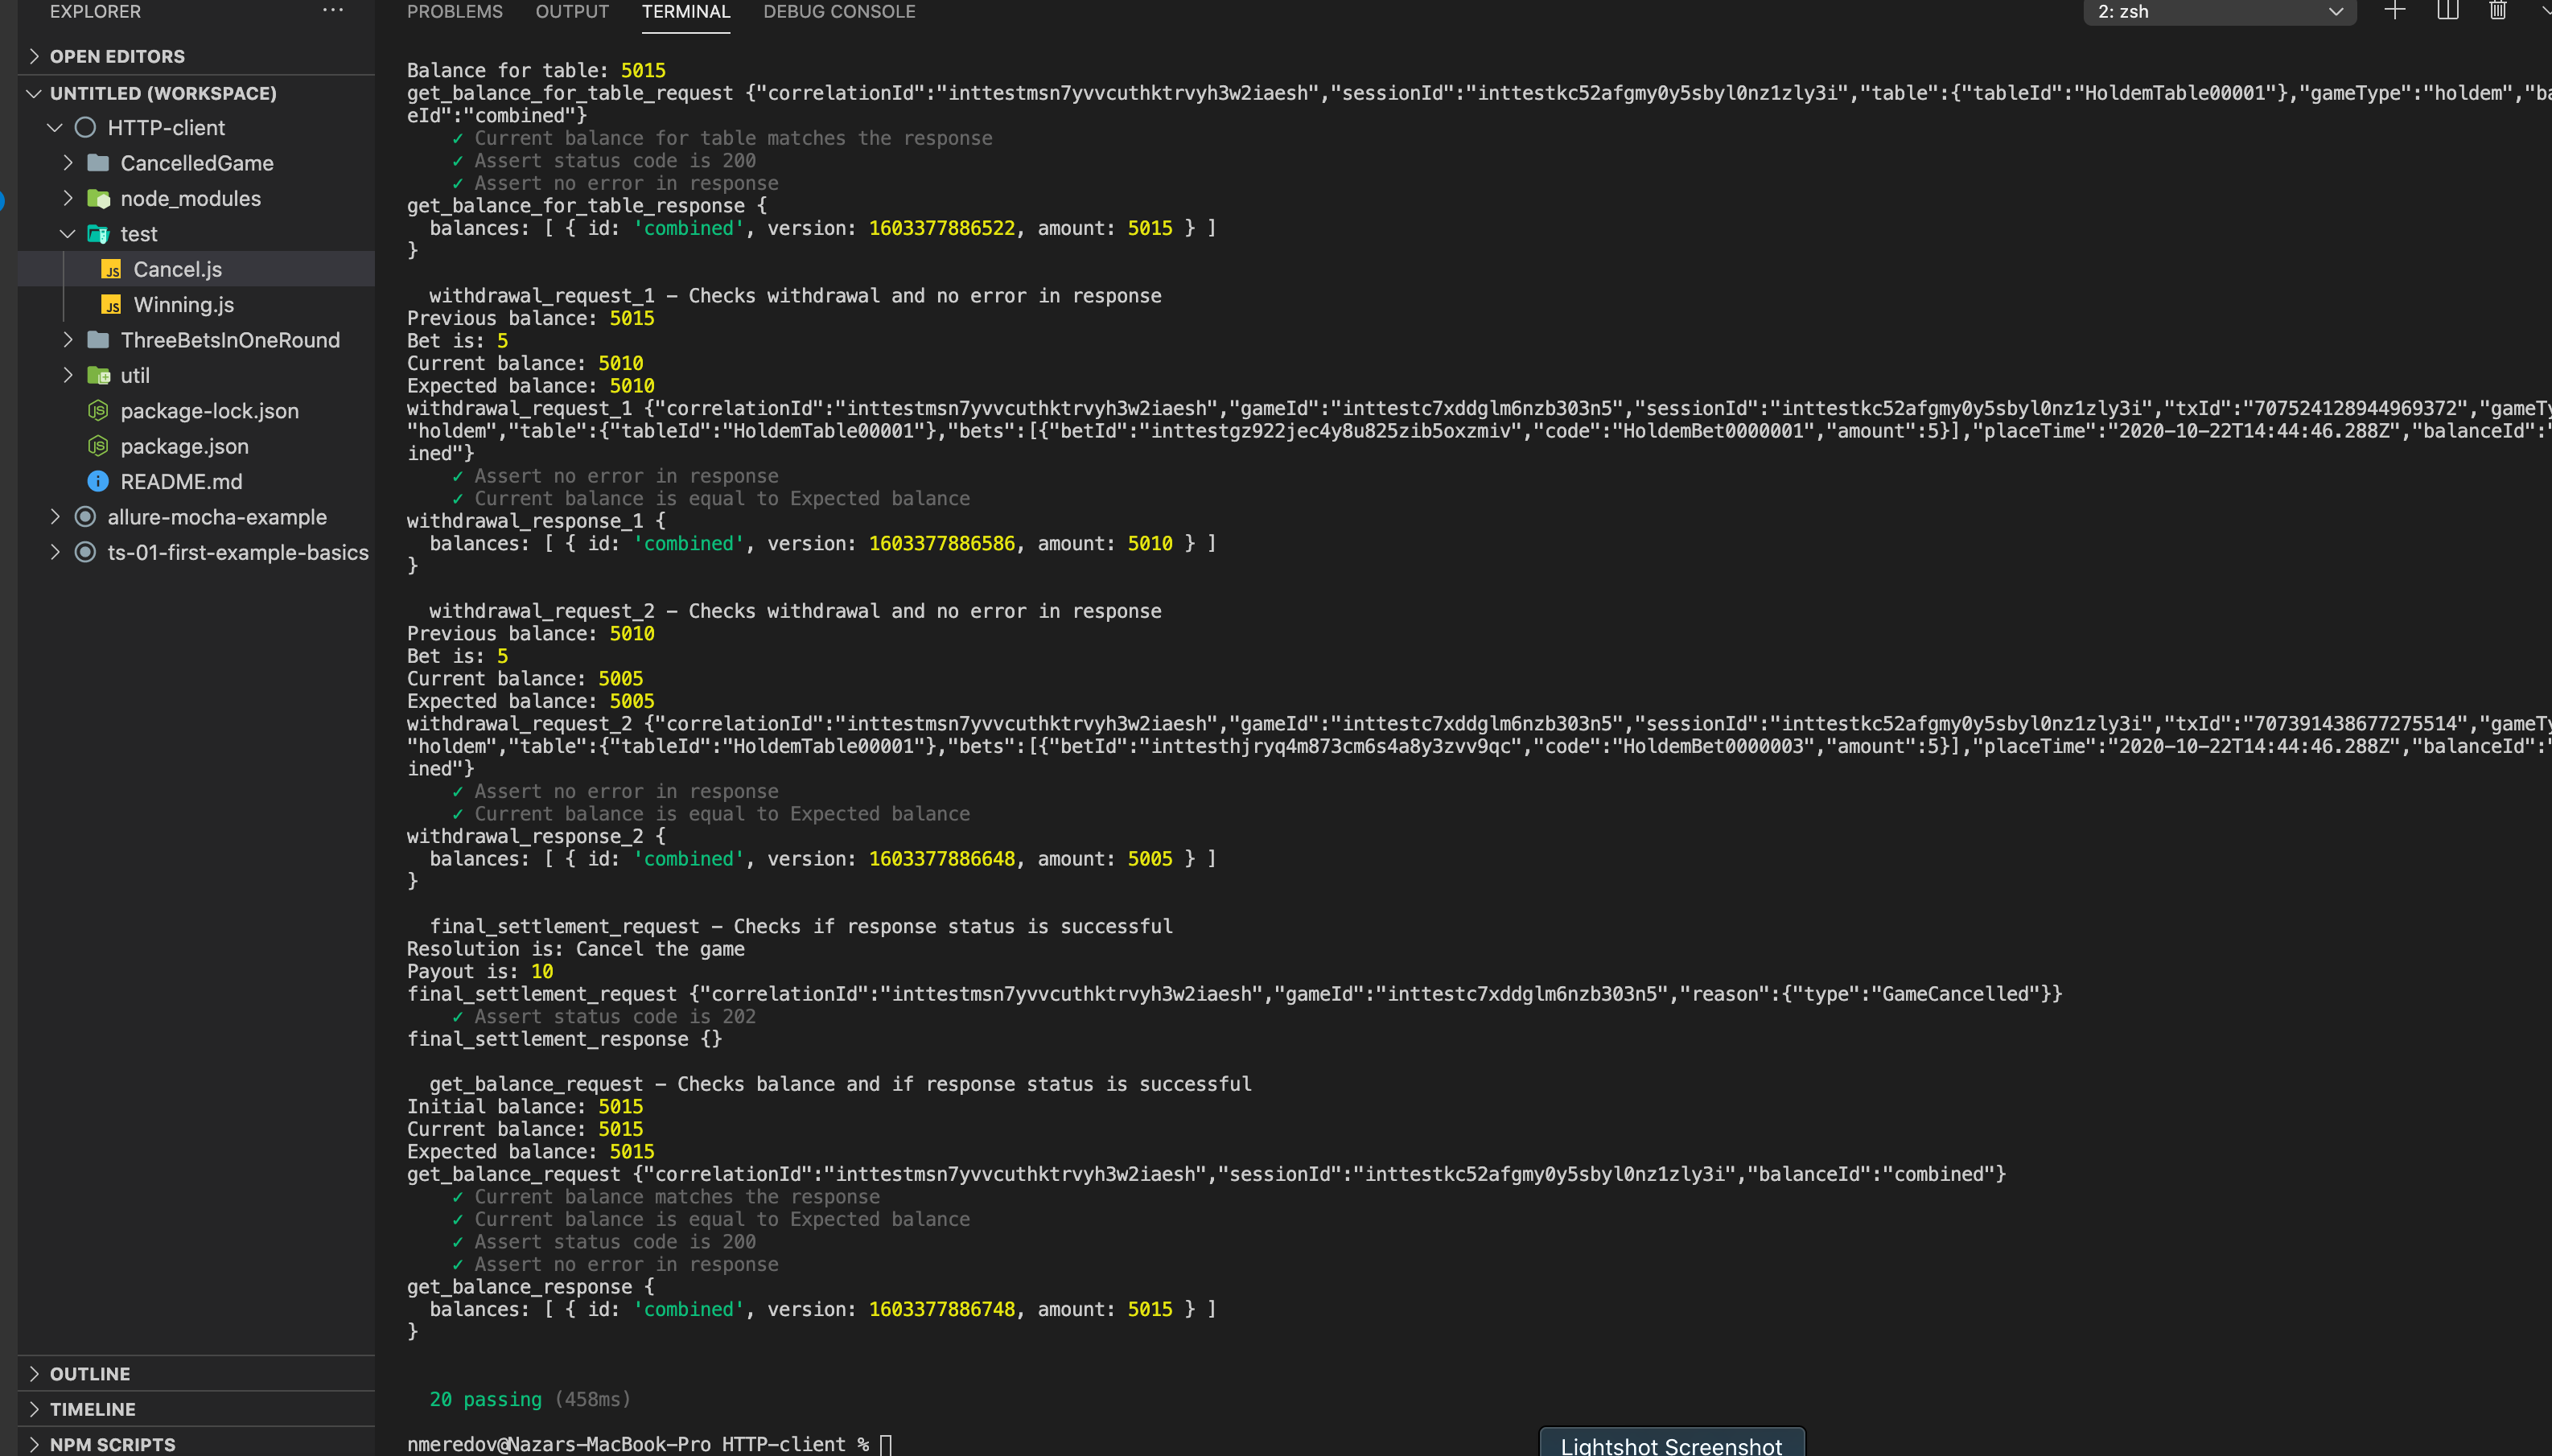 EXPLORER
OPEN EDITORS
UNTITLED (WORKSPACE)
HTTP-client
CancelledGame
node_modules
test
JS Cancel.js
JS Winning.js
ThreeBetsInOneRound
util
package-lock.json
package.json
README.md
allure-mocha-example
ts-01-first-example-basics
OUTLINE
TIMELINE
NPM SCRIPTS
PROBLEMS OUTPUT TERMINAL DEBUG CONSOLE 2: zsh
Balance for table: 5015
get_balance_for_table_request {"correlationId":"inttestmsn7yvvcuthktrvyh3w2iaesh","sessionId":"inttestkc52afgmy0y5sbyl0nz1zly3i","table":{"tableId":"HoldemTable00001"},"gameType":"holdem","ba
eId":"combined"}
✓ Current balance for table matches the response
✓ Assert status code is 200
✓ Assert no error in response
get_balance_for_table_response {
balances: [ { id: 'combined', version: 1603377886522, amount: 5015 } ]
}
withdrawal_request_1 – Checks withdrawal and no error in response
Previous balance: 5015
Bet is: 5
Current balance: 5010
Expected balance: 5010
withdrawal_request_1 {"correlationId":"inttestmsn7yvvcuthktrvyh3w2iaesh","gameId":"inttestc7xddglm6nzb303n5","sessionId":"inttestkc52afgmy0y5sbyl0nz1zly3i","txId":"707524128944969372","gameTy
"holdem","table":{"tableId":"HoldemTable00001"},"bets":[{"betId":"inttestgz922jec4y8u825zib5oxzmiv","code":"HoldemBet0000001","amount":5}],"placeTime":"2020-10-22T14:44:46.288Z","balanceId":"
ined"}
✓ Assert no error in response
✓ Current balance is equal to Expected balance
withdrawal_response_1 {
balances: [ { id: 'combined', version: 1603377886586, amount: 5010 } ]
}
withdrawal_request_2 – Checks withdrawal and no error in response
Previous balance: 5010
Bet is: 5
Current balance: 5005
Expected balance: 5005
withdrawal_request_2 {"correlationId":"inttestmsn7yvvcuthktrvyh3w2iaesh","gameId":"inttestc7xddglm6nzb303n5","sessionId":"inttestkc52afgmy0y5sbyl0nz1zly3i","txId":"707391438677275514","gameTy
"holdem","table":{"tableId":"HoldemTable00001"},"bets":[{"betId":"inttesthjryq4m873cm6s4a8y3zvv9qc","code":"HoldemBet0000003","amount":5}],"placeTime":"2020-10-22T14:44:46.288Z","balanceId":"
ined"}
✓ Assert no error in response
✓ Current balance is equal to Expected balance
withdrawal_response_2 {
balances: [ { id: 'combined', version: 1603377886648, amount: 5005 } ]
}
final_settlement_request – Checks if response status is successful
Resolution is: Cancel the game
Payout is: 10
final_settlement_request {"correlationId":"inttestmsn7yvvcuthktrvyh3w2iaesh","gameId":"inttestc7xddglm6nzb303n5","reason":{"type":"GameCancelled"}}
✓ Assert status code is 202
final_settlement_response {}
get_balance_request – Checks balance and if response status is successful
Initial balance: 5015
Current balance: 5015
Expected balance: 5015
get_balance_request {"correlationId":"inttestmsn7yvvcuthktrvyh3w2iaesh","sessionId":"inttestkc52afgmy0y5sbyl0nz1zly3i","balanceId":"combined"}
✓ Current balance matches the response
✓ Current balance is equal to Expected balance
✓ Assert status code is 200
✓ Assert no error in response
get_balance_response {
balances: [ { id: 'combined', version: 1603377886748, amount: 5015 } ]
}
20 passing (458ms)
nmeredov@Nazars-MacBook-Pro HTTP-client %
Lightshot Screenshot